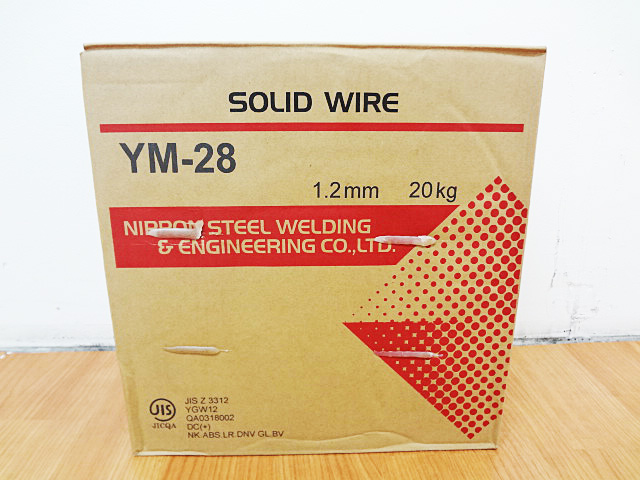 SOLID WIRE
YM-28
1.2mm 20kg
NIPPON STEEL WELDING
& ENGINEERING CO.,LTD.
JIS
JICQA
JIS Z 3312
YGW12
QA0318002
DC(+)
NK.ABS.LR.DNV GL.BV